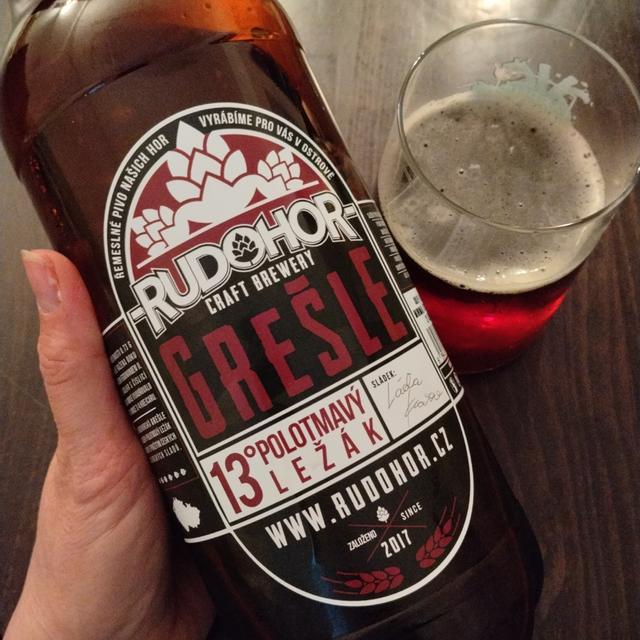 ŘEMESLNÉ PIVO NAŠICH HOR
VYRÁBÍME PRO VÁS V OSTROVĚ
-RUDOHOR-
CRAFT BREWERY
GREŠLE
13° POLOTMAVÝ
LEŽÁK
SLÁDEK:
WWW.RUDOHOR.CZ
ZALOŽENO
SINCE
2017